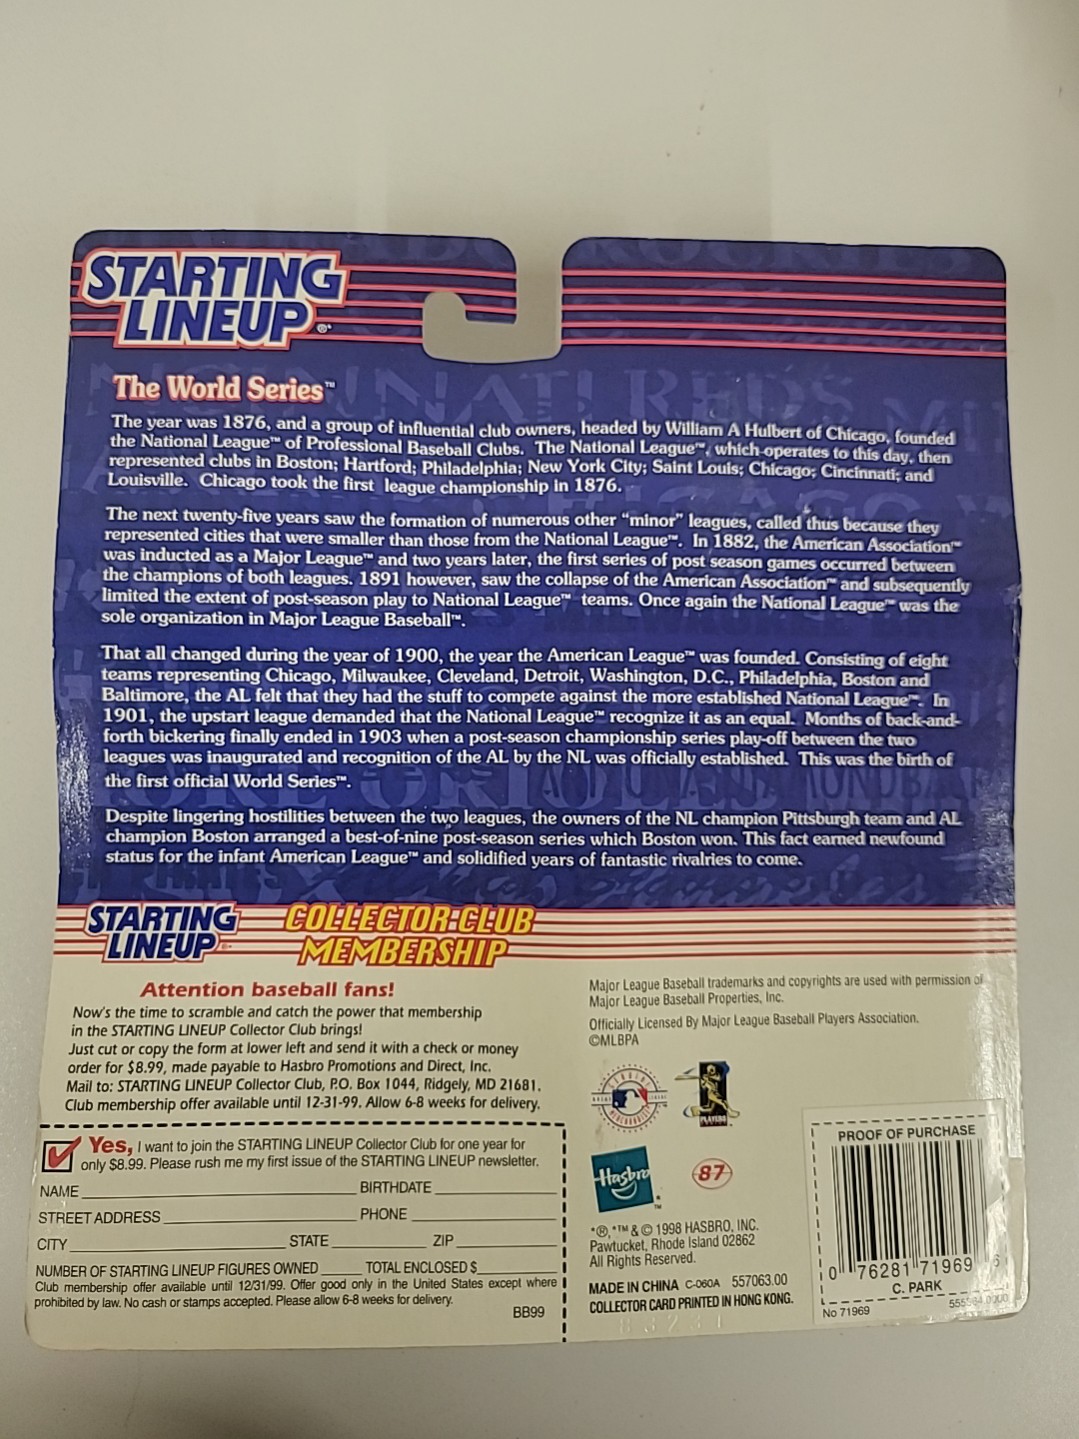 STARTING
LINEUP®*
The World Series™
The year was 1876, and a group of influential club owners, headed by William A Hulbert of Chicago, founded
the National League™ of Professional Baseball Clubs. The National League™, which operates to this day, then
represented clubs in Boston; Hartford; Philadelphia; New York City; Saint Louis; Chicago; Cincinnati; and
Louisville. Chicago took the first league championship in 1876.
The next twenty-five years saw the formation of numerous other “minor” leagues, called thus because they
represented cities that were smaller than those from the National League™. In 1882, the American Association™
was inducted as a Major League™ and two years later, the first series of post season games occurred between
the champions of both leagues. 1891 however, saw the collapse of the American Association™ and subsequently
limited the extent of post-season play to National League™ teams. Once again the National League™ was the
sole organization in Major League Baseball™.
That all changed during the year of 1900, the year the American League™ was founded. Consisting of eight
teams representing Chicago, Milwaukee, Cleveland, Detroit, Washington, D.C., Philadelphia, Boston and
Baltimore, the AL felt that they had the stuff to compete against the more established National League™. In
1901, the upstart league demanded that the National League™ recognize it as an equal. Months of back-and-
forth bickering finally ended in 1903 when a post-season championship series play-off between the two
leagues was inaugurated and recognition of the AL by the NL was officially established. This was the birth of
the first official World Series™.
Despite lingering hostilities between the two leagues, the owners of the NL champion Pittsburgh team and AL
champion Boston arranged a best-of-nine post-season series which Boston won. This fact earned newfound
status for the infant American League™ and solidified years of fantastic rivalries to come.
STARTING
LINEUP®*
COLLECTOR CLUB
MEMBERSHIP
Attention baseball fans!
Now's the time to scramble and catch the power that membership
in the STARTING LINEUP Collector Club brings!
Just cut or copy the form at lower left and send it with a check or money
order for $8.99, made payable to Hasbro Promotions and Direct, Inc.
Mail to: STARTING LINEUP Collector Club, P.O. Box 1044, Ridgely, MD 21681.
Club membership offer available until 12-31-99. Allow 6-8 weeks for delivery.
Yes, I want to join the STARTING LINEUP Collector Club for one year for
only $8.99. Please rush me my first issue of the STARTING LINEUP newsletter.
NAME BIRTHDATE
STREET ADDRESS PHONE
CITY STATE ZIP
NUMBER OF STARTING LINEUP FIGURES OWNED TOTAL ENCLOSED $
Club membership offer available until 12/31/99. Offer good only in the United States except where
prohibited by law. No cash or stamps accepted. Please allow 6-8 weeks for delivery.
BB99
Major League Baseball trademarks and copyrights are used with permission of
Major League Baseball Properties, Inc.
Officially Licensed By Major League Baseball Players Association.
©MLBPA
PLAYERS
Hasbro ™
87
*®,*™ & © 1998 HASBRO, INC.
Pawtucket, Rhode Island 02862
All Rights Reserved.
MADE IN CHINA C-060A 557063.00
COLLECTOR CARD PRINTED IN HONG KONG.
PROOF OF PURCHASE
0 76281 71969 6
C. PARK
No 71969